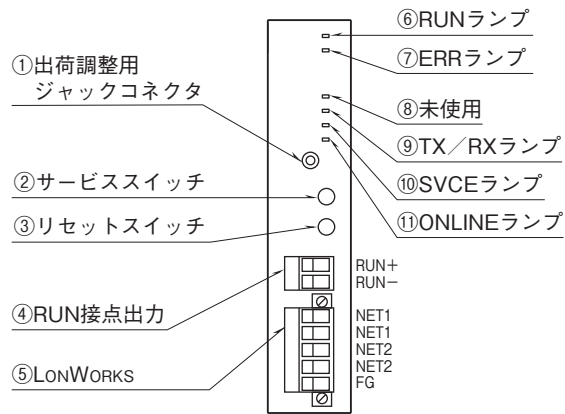 ①出荷調整用
ジャックコネクタ
②サービススイッチ
③リセットスイッチ
④RUN接点出力
⑤LONWORKS
⑥RUNランプ
⑦ERRランプ
⑧未使用
⑨TX／RXランプ
⑩SVCEランプ
⑪ONLINEランプ
RUN＋
RUN－
NET1
NET1
NET2
NET2
FG